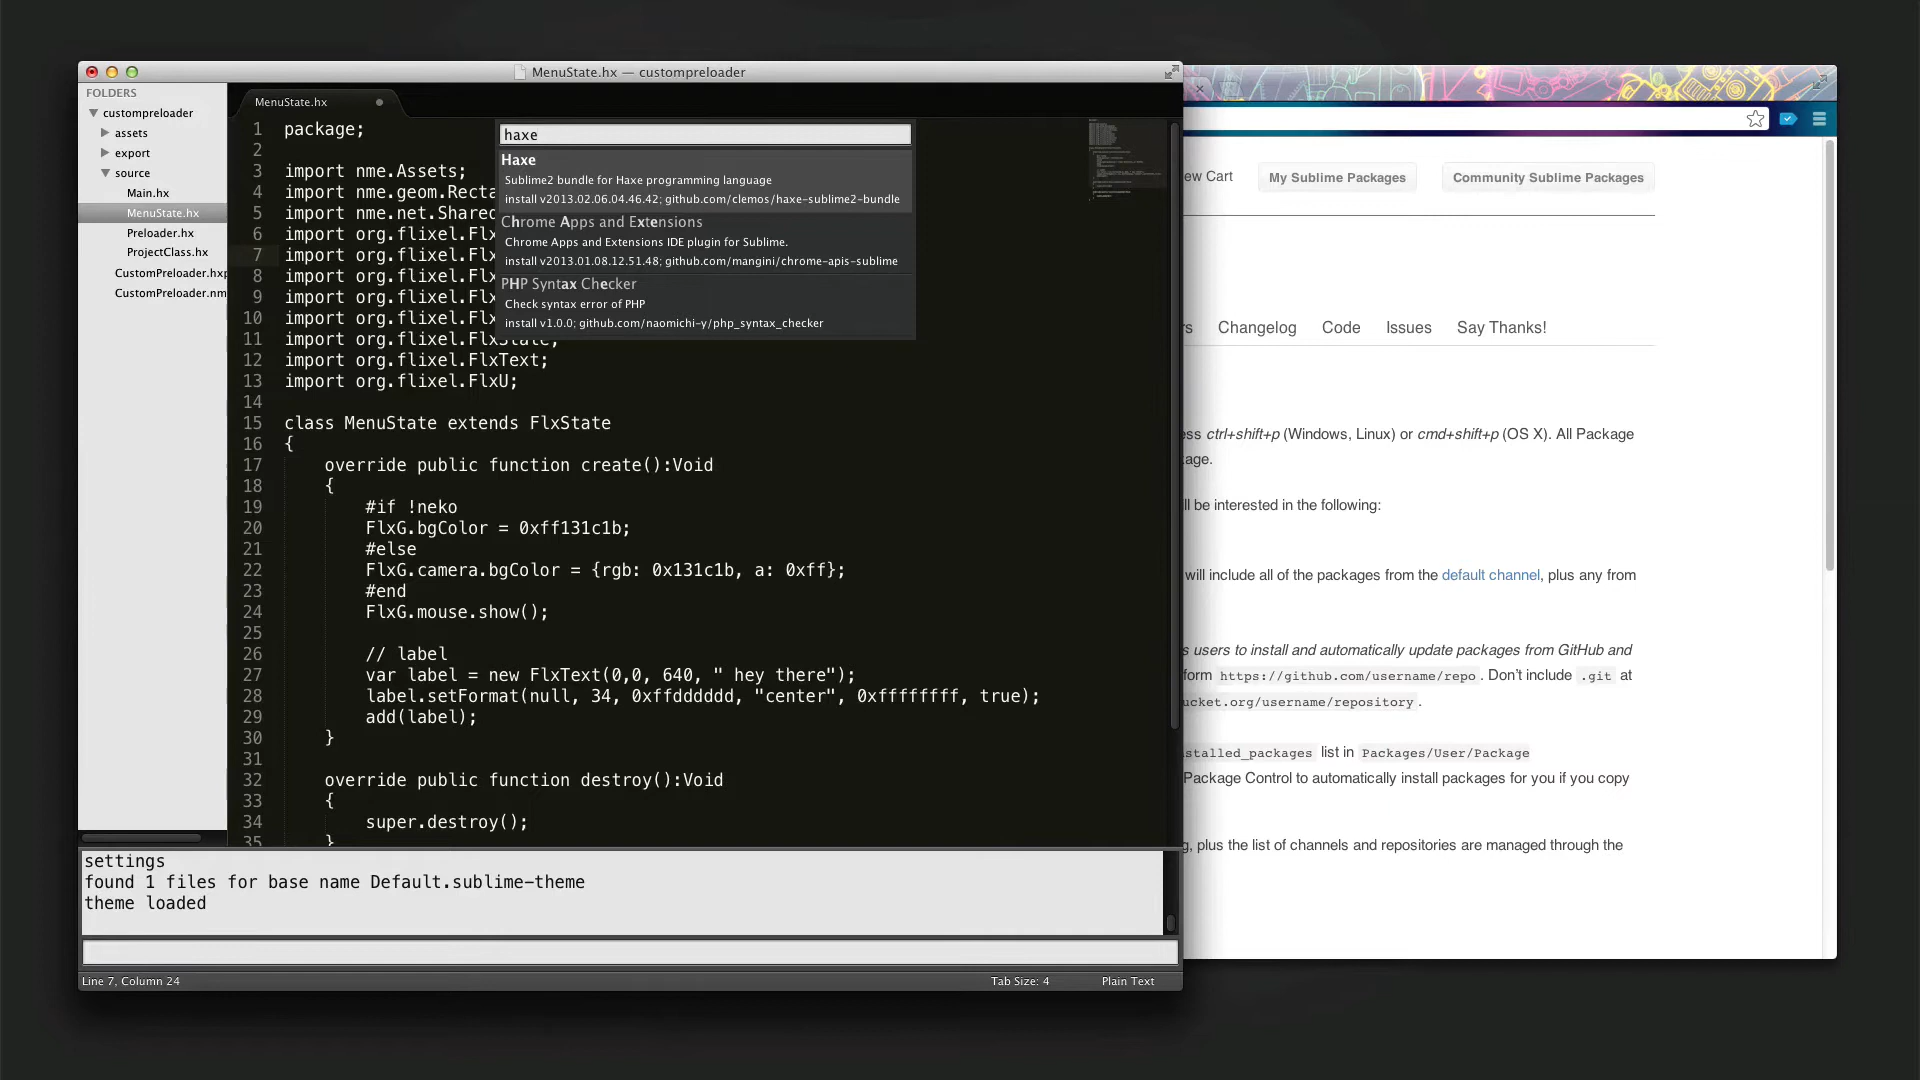 MenuState.hx — custompreloader
FOLDERS
custompreloader
assets
export
source
Main.hx
MenuState.hx
Preloader.hx
ProjectClass.hx
CustomPreloader.hxp
CustomPreloader.nm
MenuState.hx
haxe
Haxe
Sublime2 bundle for Haxe programming language
install v2013.02.06.04.46.42; github.com/clemos/haxe-sublime2-bundle
Chrome Apps and Extensions
Chrome Apps and Extensions IDE plugin for Sublime.
install v2013.01.08.12.51.48; github.com/mangini/chrome-apis-sublime
PHP Syntax Checker
Check syntax error of PHP
install v1.0.0; github.com/naomichi-y/php_syntax_checker
1 package;
2
3 import nme.Assets;
4 import nme.geom.Recta
5 import nme.net.Shared
6 import org.flixel.Flx
7 import org.flixel.Flx
8 import org.flixel.Flx
9 import org.flixel.Flx
10 import org.flixel.Flx
11 import org.flixel.FlxState;
12 import org.flixel.FlxText;
13 import org.flixel.FlxU;
14
15 class MenuState extends FlxState
16 {
17 override public function create():Void
18 {
19 #if !neko
20 FlxG.bgColor = 0xff131c1b;
21 #else
22 FlxG.camera.bgColor = {rgb: 0x131c1b, a: 0xff};
23 #end
24 FlxG.mouse.show();
25
26 // label
27 var label = new FlxText(0,0, 640, " hey there");
28 label.setFormat(null, 34, 0xffdddddd, "center", 0xffffffff, true);
29 add(label);
30 }
31
32 override public function destroy():Void
33 {
34 super.destroy();
35 }
settings
found 1 files for base name Default.sublime-theme
theme loaded
Line 7, Column 24
Tab Size: 4
Plain Text
ew Cart
My Sublime Packages
Community Sublime Packages
rs Changelog Code Issues Say Thanks!
ess ctrl+shift+p (Windows, Linux) or cmd+shift+p (OS X). All Package
kage.
ll be interested in the following:
will include all of the packages from the default channel, plus any from
s users to install and automatically update packages from GitHub and
form https://github.com/username/repo. Don't include .git at
ucket.org/username/repository.
stalled_packages list in Packages/User/Package
Package Control to automatically install packages for you if you copy
g, plus the list of channels and repositories are managed through the